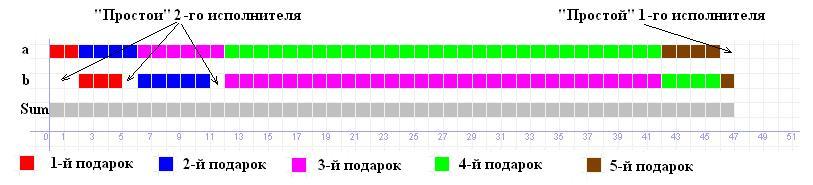 "Простои" 2-го исполнителя "Простой" 1-го исполнителя
a
b
Sum
0 1 3 5 7 9 11 13 15 17 19 21 23 25 27 29 31 33 35 37 39 41 43 45 47 49 51
1-й подарок 2-й подарок 3-й подарок 4-й подарок 5-й подарок